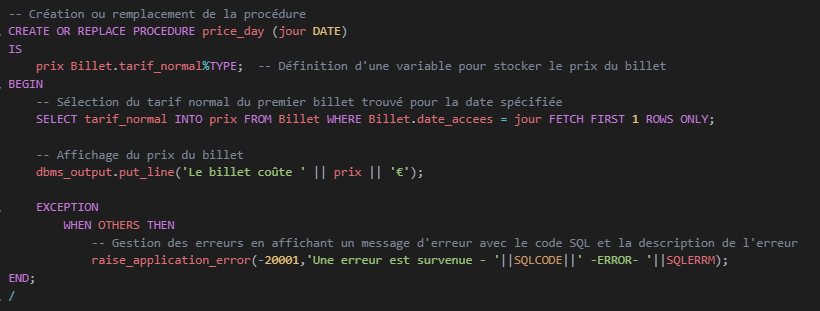 -- Création ou remplacement de la procédure
CREATE OR REPLACE PROCEDURE price_day (jour DATE)
IS
    prix Billet.tarif_normal%TYPE;  -- Définition d'une variable pour stocker le prix du billet
BEGIN
    -- Sélection du tarif normal du premier billet trouvé pour la date spécifiée
    SELECT tarif_normal INTO prix FROM Billet WHERE Billet.date_accees = jour FETCH FIRST 1 ROWS ONLY;

    -- Affichage du prix du billet
    dbms_output.put_line('Le billet coûte ' || prix || '€');

    EXCEPTION
        WHEN OTHERS THEN
            -- Gestion des erreurs en affichant un message d'erreur avec le code SQL et la description de l'erreur
            raise_application_error(-20001,'Une erreur est survenue - '||SQLCODE||' -ERROR- '||SQLERRM);
END;
/